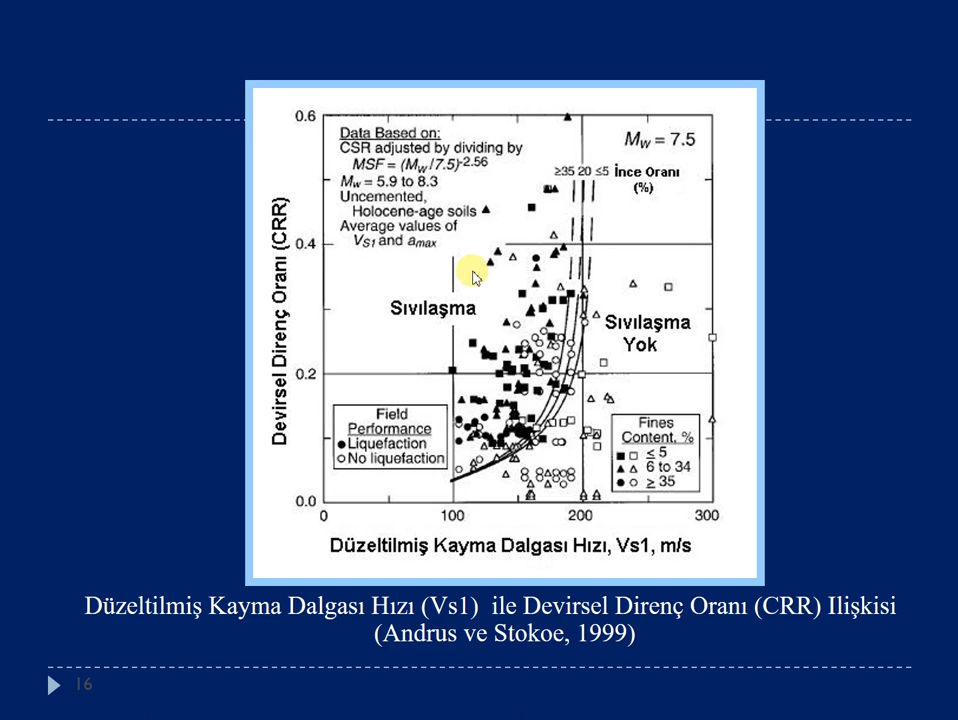 0.6
0.4
0.2
0.0
Devirsel Direnç Oranı (CRR)
Data Based on:
CSR adjusted by dividing by
MSF = (Mw/7.5)-2.56
Mw = 5.9 to 8.3
Uncemented,
Holocene-age soils
Average values of
VS1 and amax
Mw = 7.5
≥35 20 ≤5 İnce Oranı
(%)
Sıvılaşma
Sıvılaşma
Yok
Field
Performance
Liquefaction
No liquefaction
Fines
Content, %
≤ 5
6 to 34
≥ 35
0 100 200 300
Düzeltilmiş Kayma Dalgası Hızı, Vs1, m/s
Düzeltilmiş Kayma Dalgası Hızı (Vs1) ile Devirsel Direnç Oranı (CRR) Ilişkisi
(Andrus ve Stokoe, 1999)
16